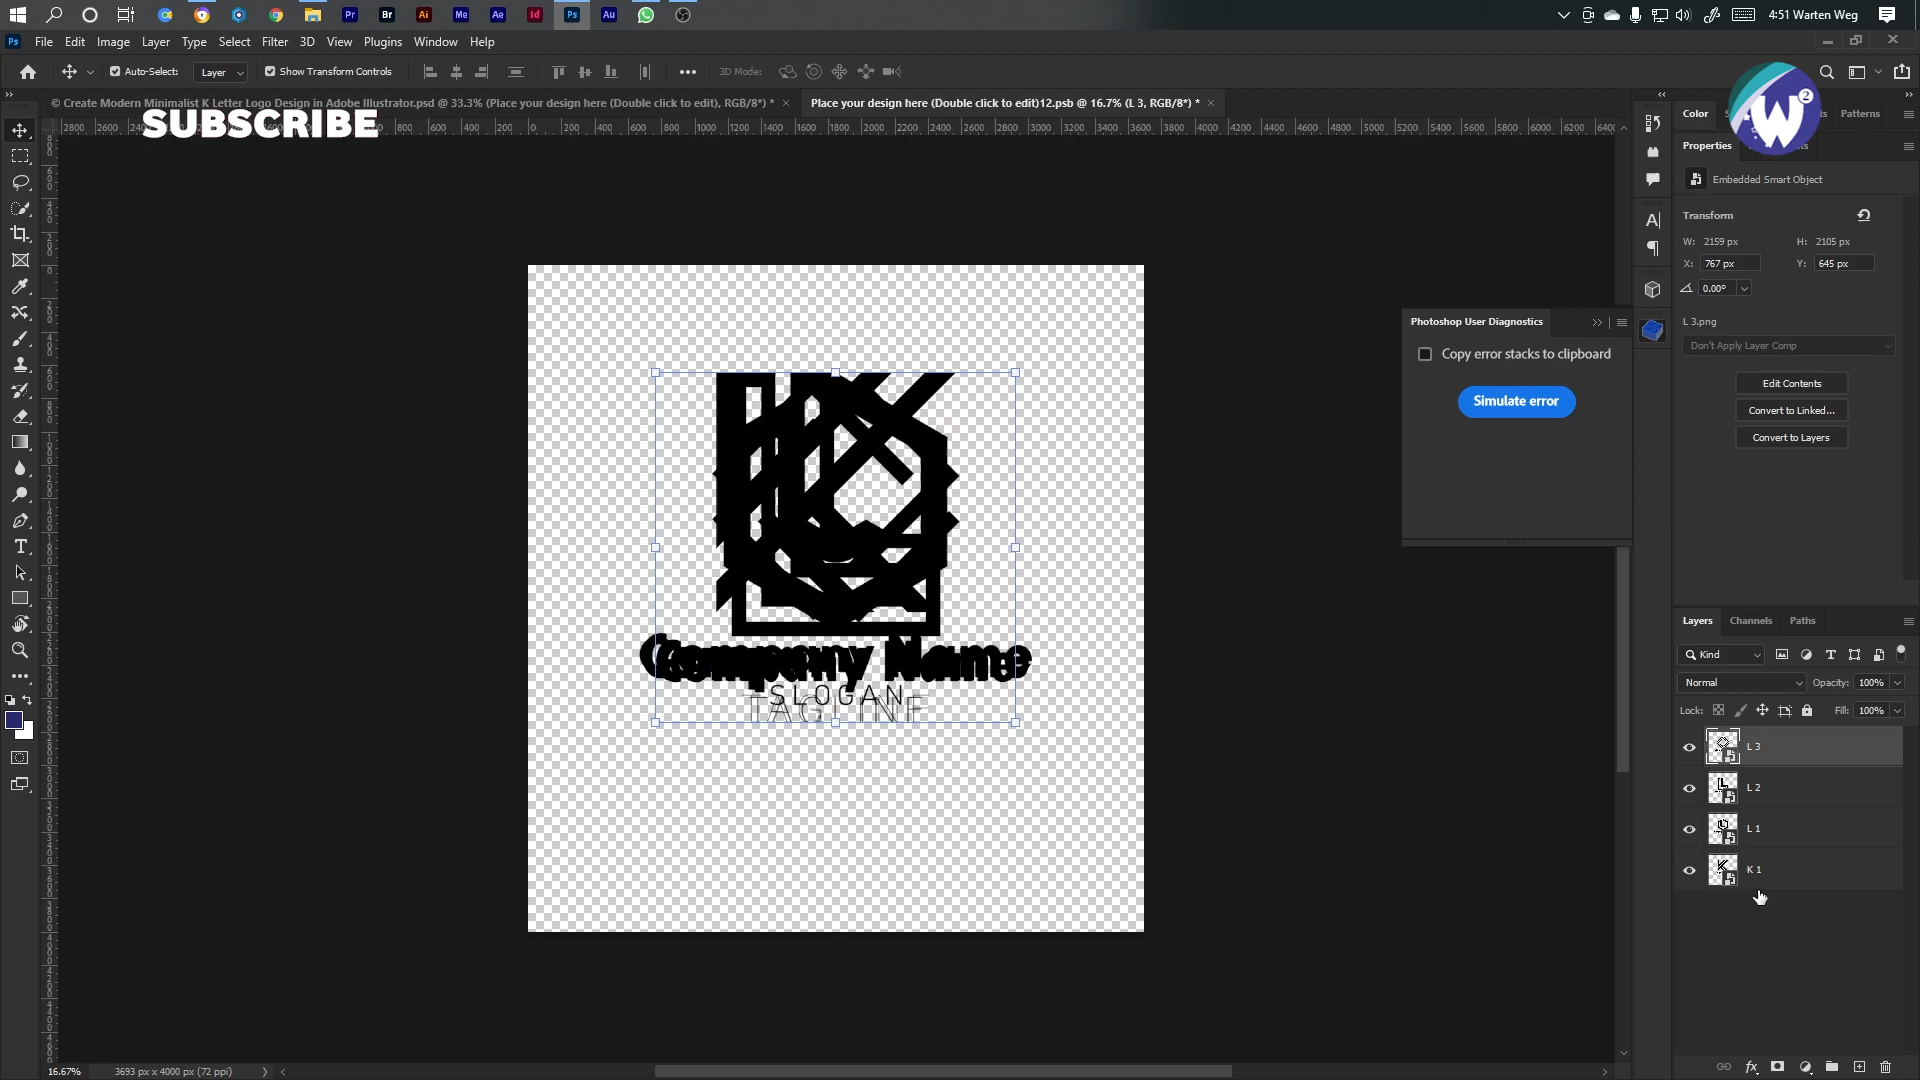 4:51 Warten Weg
File Edit Image Layer Type Select Filter 3D View Plugins Window Help
Auto-Select: Layer Show Transform Controls 3D Mode:
© Create Modern Minimalist K Letter Logo Design in Adobe Illustrator.psd @ 33.3% (Place your design here (Double click to edit), RGB/8*) *
Place your design here (Double click to edit)12.psb @ 16.7% (L 3, RGB/8*) *
SUBSCRIBE
W2
Color Patterns
Properties
Embedded Smart Object
Transform
W: 2159 px H: 2105 px
X: 767 px Y: 645 px
0.00°
L 3.png
Don't Apply Layer Comp
Edit Contents
Convert to Linked...
Convert to Layers
Photoshop User Diagnostics
Copy error stacks to clipboard
Simulate error
Company Name
SLOGAN
TAGLINE
Layers Channels Paths
Kind
Normal Opacity: 100%
Lock: Fill: 100%
L 3
L 2
L 1
K 1
16.67% 3693 px x 4000 px (72 ppi)